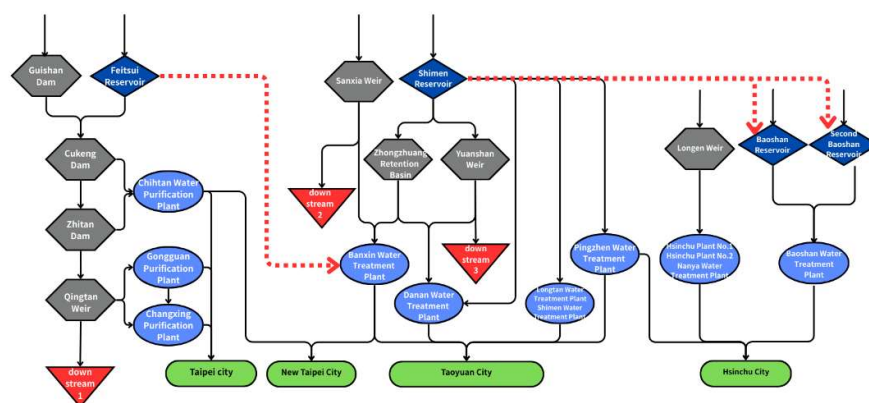 Guishan
Dam
Feitsui
Reservoir
Sanxia Weir
Shimen
Reservoir
Cukeng
Dam
Zhongzhuang
Retention
Basin
Yuanshan
Weir
Longen Weir
Baoshan
Reservoir
Second
Baoshan
Reservoir
Chihtan Water
Purification
Plant
down
stream
2
Zhitan
Dam
Gongguan
Purification
Plant
Banxin Water
Treatment
Plant
down
stream
3
Pingzhen Water
Treatment
Plant
Hsinchu Plant No.1
Hsinchu Plant No.2
Nanya Water
Treatment Plant
Baoshan Water
Treatment
Plant
Qingtan
Weir
Changxing
Purification
Plant
Danan Water
Treatment
Plant
Longtan Water
Treatment Plant
Shimen Water
Treatment Plant
down
stream
1
Taipei city
New Taipei City
Taoyuan City
Hsinchu City